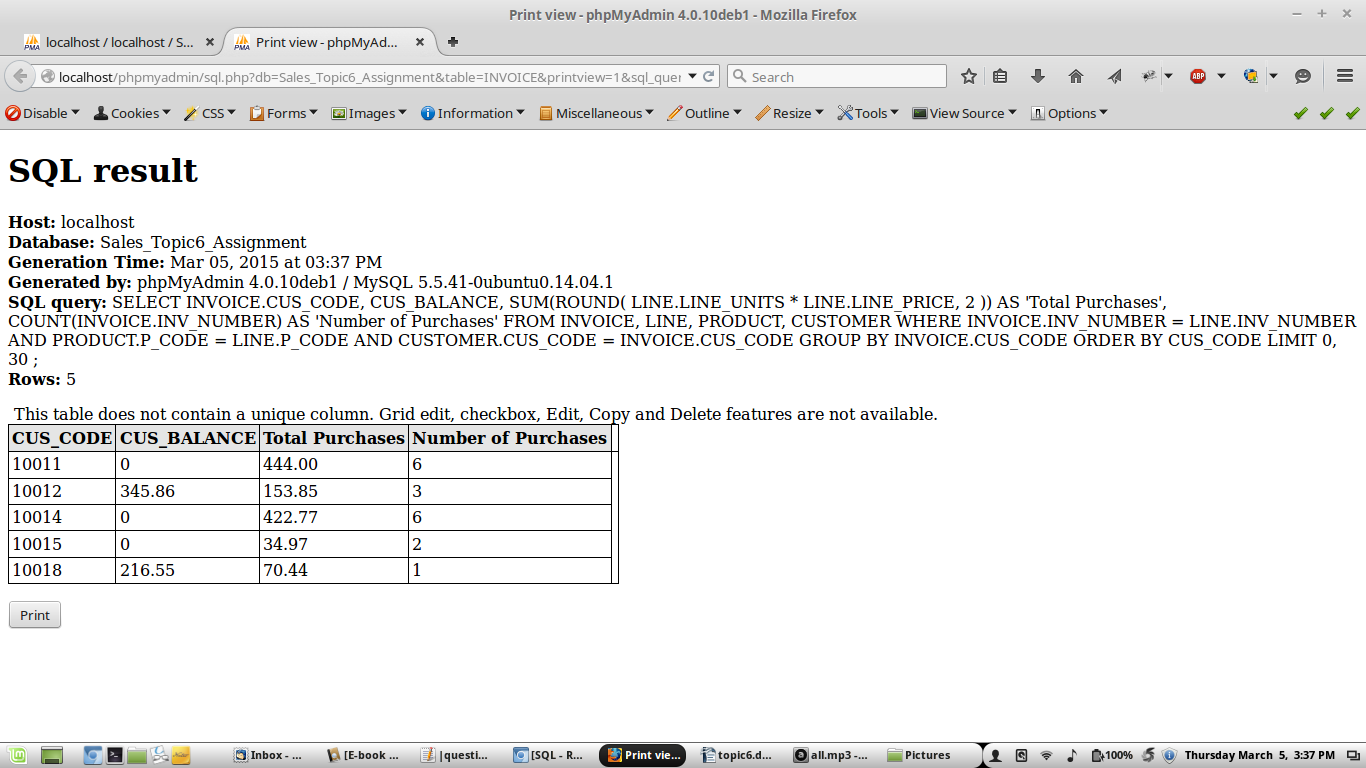 Print view - phpMyAdmin 4.0.10deb1 - Mozilla Firefox
localhost / localhost / S...
Print view - phpMyAd...
localhost/phpmyadmin/sql.php?db=Sales_Topic6_Assignment&table=INVOICE&printview=1&sql_quer
Search
ABP
Disable Cookies CSS Forms Images Information Miscellaneous Outline Resize Tools View Source Options
SQL result
Host: localhost
Database: Sales_Topic6_Assignment
Generation Time: Mar 05, 2015 at 03:37 PM
Generated by: phpMyAdmin 4.0.10deb1 / MySQL 5.5.41-0ubuntu0.14.04.1
SQL query: SELECT INVOICE.CUS_CODE, CUS_BALANCE, SUM(ROUND( LINE.LINE_UNITS * LINE.LINE_PRICE, 2 )) AS 'Total Purchases',
COUNT(INVOICE.INV_NUMBER) AS 'Number of Purchases' FROM INVOICE, LINE, PRODUCT, CUSTOMER WHERE INVOICE.INV_NUMBER = LINE.INV_NUMBER
AND PRODUCT.P_CODE = LINE.P_CODE AND CUSTOMER.CUS_CODE = INVOICE.CUS_CODE GROUP BY INVOICE.CUS_CODE ORDER BY CUS_CODE LIMIT 0,
30 ;
Rows: 5
This table does not contain a unique column. Grid edit, checkbox, Edit, Copy and Delete features are not available.
CUS_CODE CUS_BALANCE Total Purchases Number of Purchases
10011 0 444.00 6
10012 345.86 153.85 3
10014 0 422.77 6
10015 0 34.97 2
10018 216.55 70.44 1
Print
Inbox - ... [E-book ... |questi... [SQL - R... Print vie... topic6.d... all.mp3 -... Pictures 100% Thursday March 5, 3:37 PM